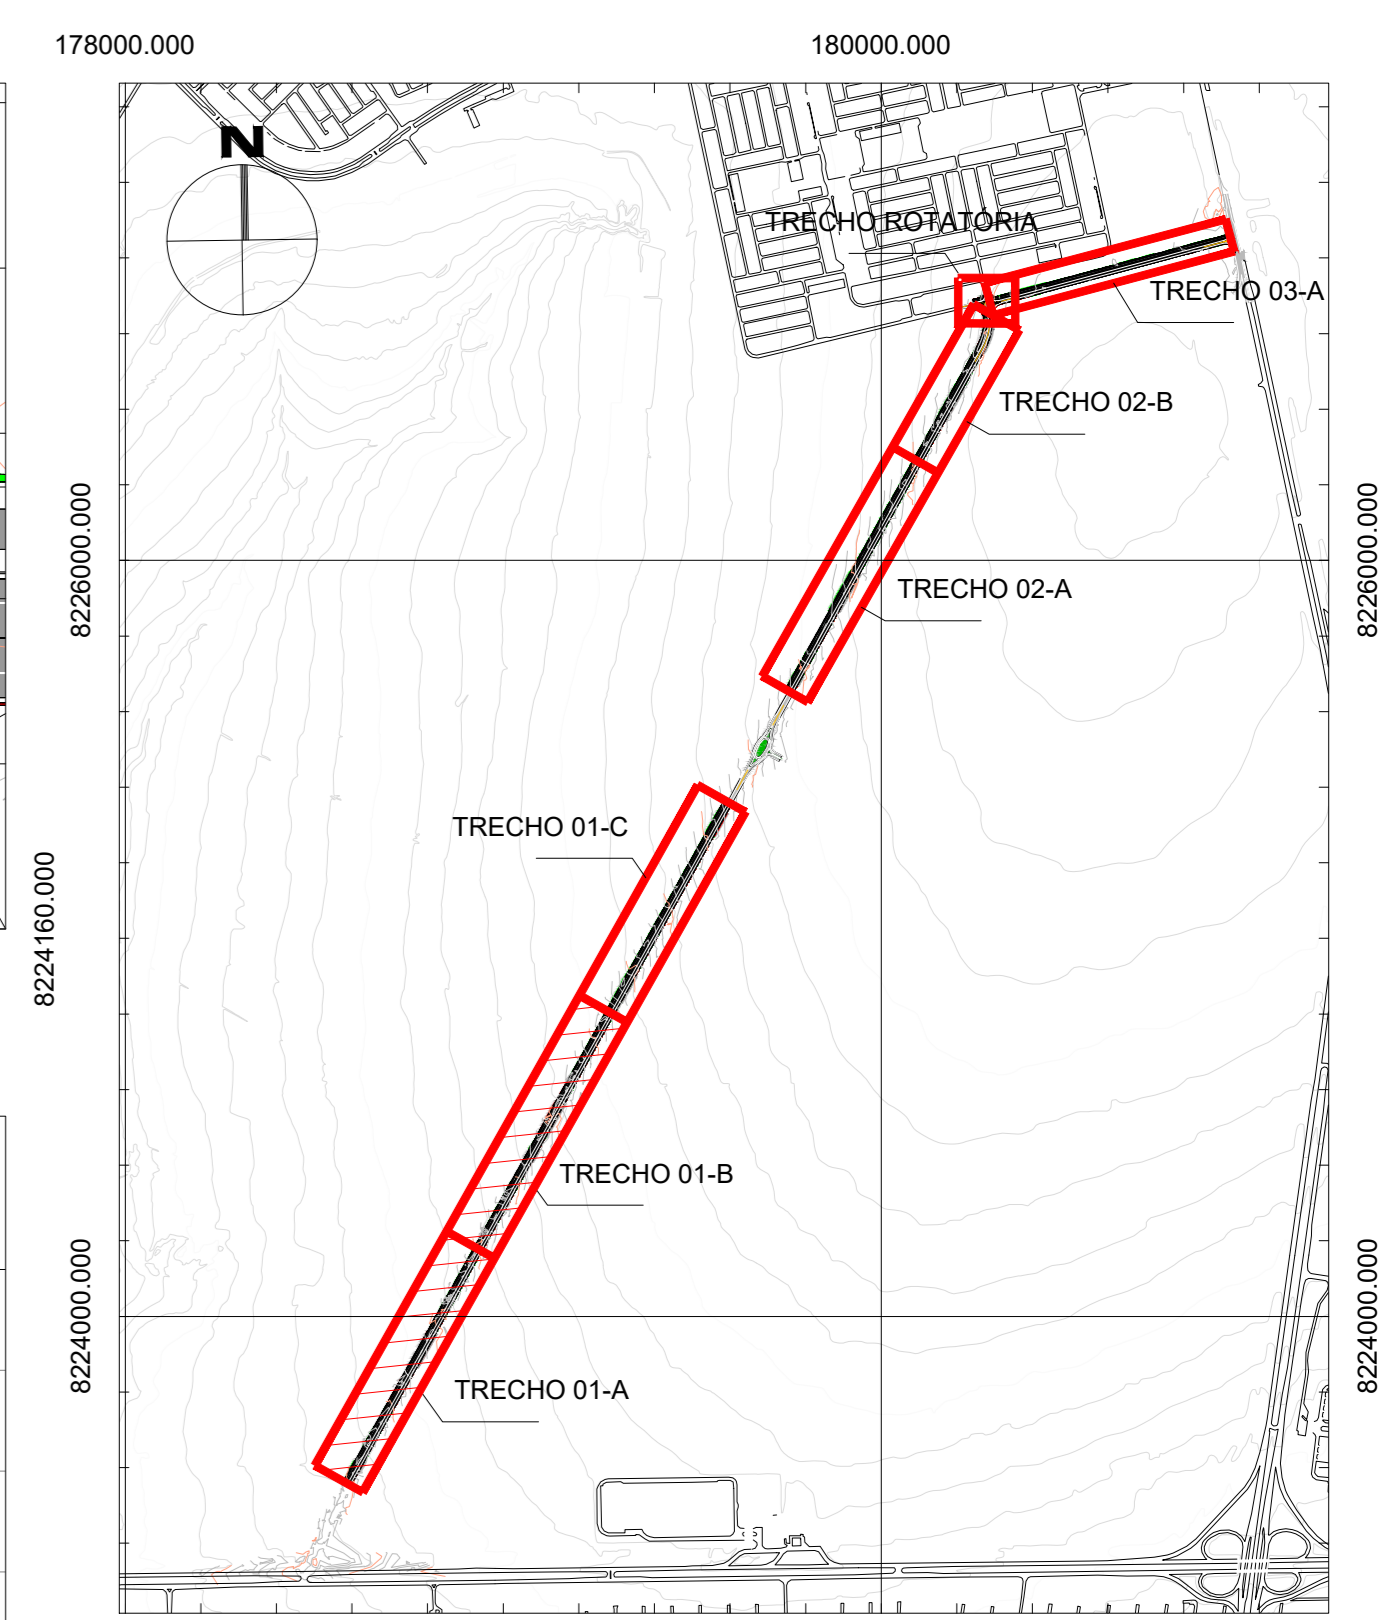 178000.000
180000.000
N
TRECHO ROTATÓRIA
TRECHO 03-A
TRECHO 02-B
8226000.000
8226000.000
TRECHO 02-A
TRECHO 01-C
8224160.000
TRECHO 01-B
8224000.000
8224000.000
TRECHO 01-A